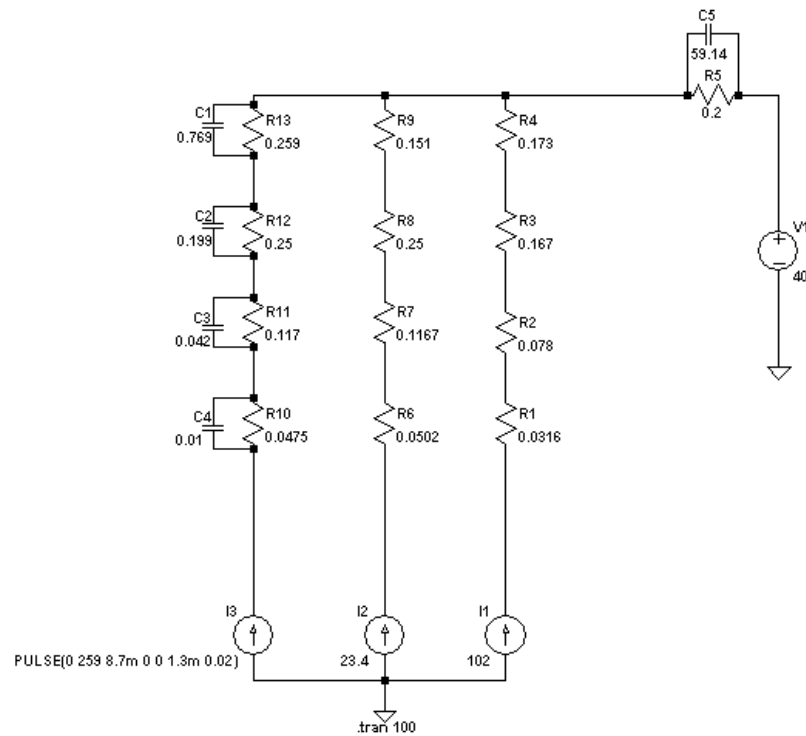 C5
59.14
R5
0.2
C1
0.769
R13
0.259
R9
0.151
R4
0.173
C2
0.199
R12
0.25
R8
0.25
R3
0.167
V1
40
C3
0.042
R11
0.117
R7
0.1167
R2
0.078
C4
0.01
R10
0.0475
R6
0.0502
R1
0.0316
I3
I2
I1
PULSE(0 259 8.7m 0 0 1.3m 0.02)
23.4
102
.tran 100